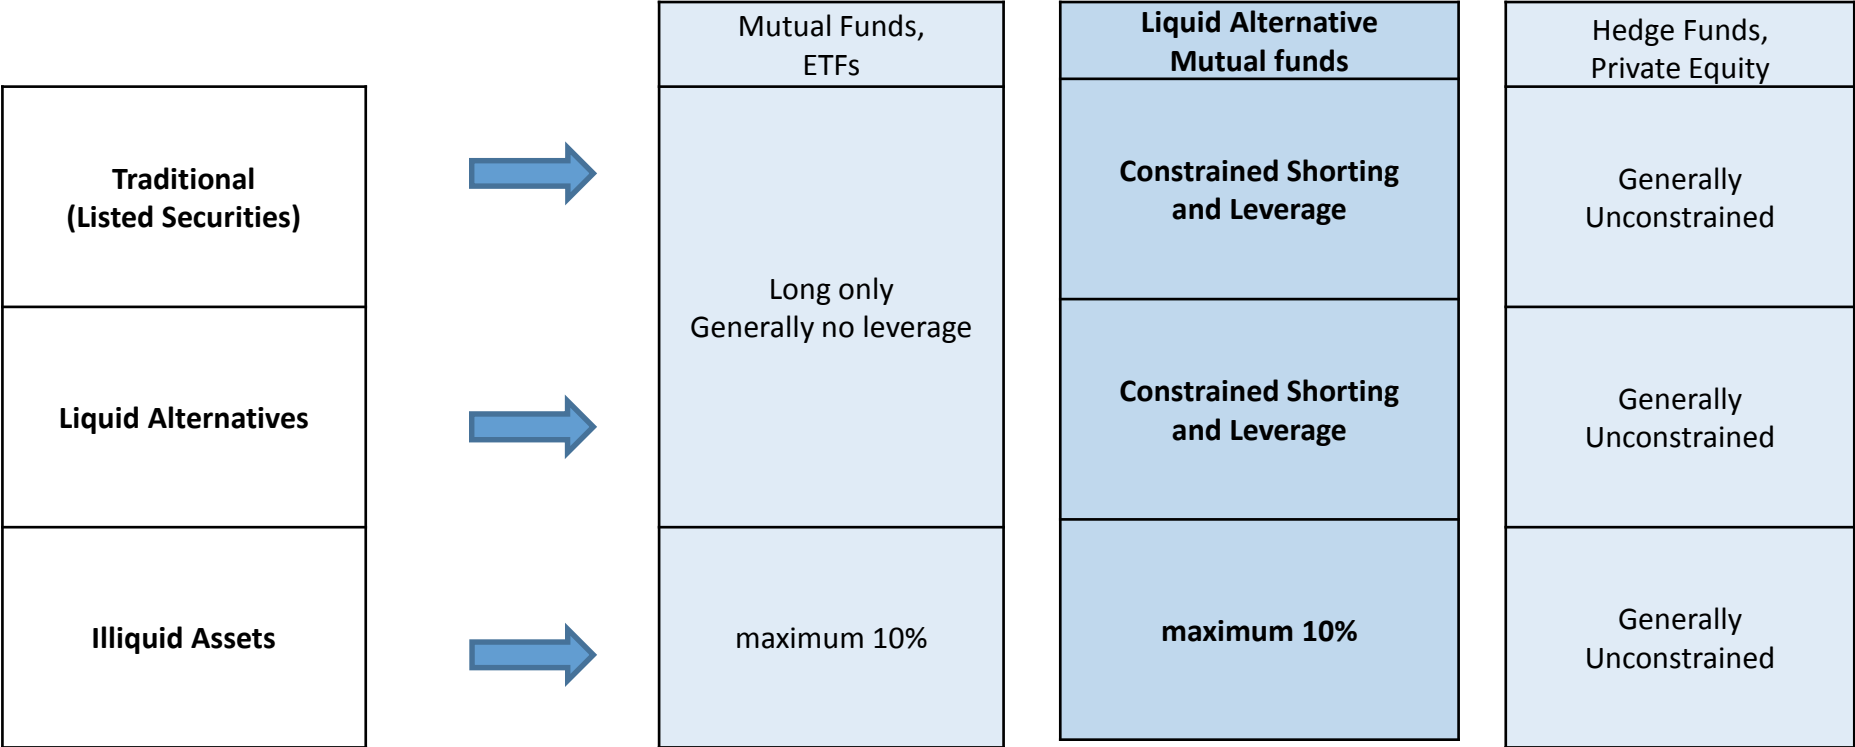 Mutual Funds,
ETFs
Liquid Alternative
Mutual funds
Hedge Funds,
Private Equity
Traditional
(Listed Securities)
Long only
Generally no leverage
Constrained Shorting
and Leverage
Generally
Unconstrained
Liquid Alternatives
Constrained Shorting
and Leverage
Generally
Unconstrained
Illiquid Assets
maximum 10%
maximum 10%
Generally
Unconstrained